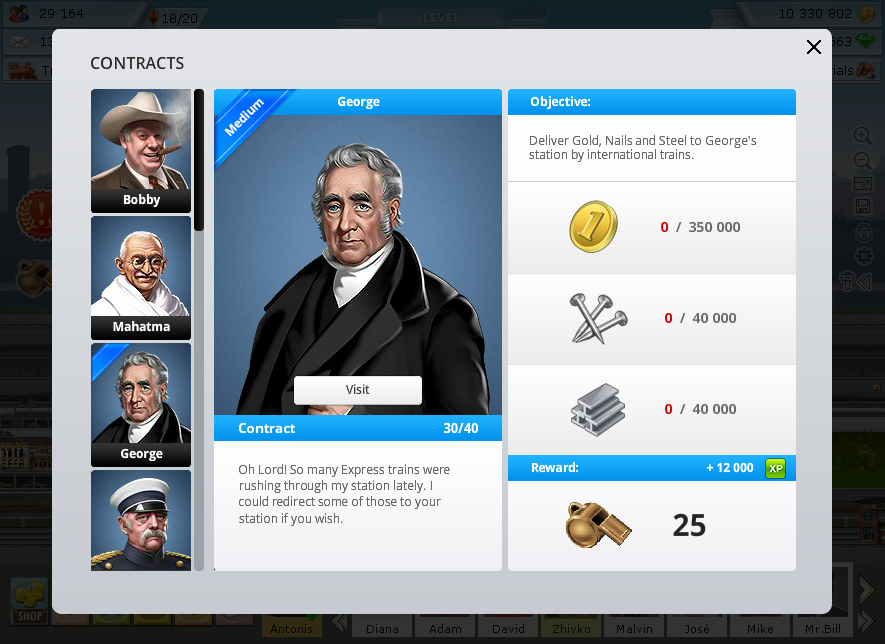 29 164
18/20
LEVEL
10 330 802
CONTRACTS
Bobby
Mahatma
George
Medium
George
Visit
Contract
30/40
Oh Lord! So many Express trains were
rushing through my station lately. I
could redirect some of those to your
station if you wish.
Objective:
Deliver Gold, Nails and Steel to George's
station by international trains.
1
0 / 350 000
0 / 40 000
0 / 40 000
Reward:
+ 12 000 XP
25
SHOP
Antonis
Diana
Adam
David
Zhivko
Malvin
José
Mike
Mr.Bill